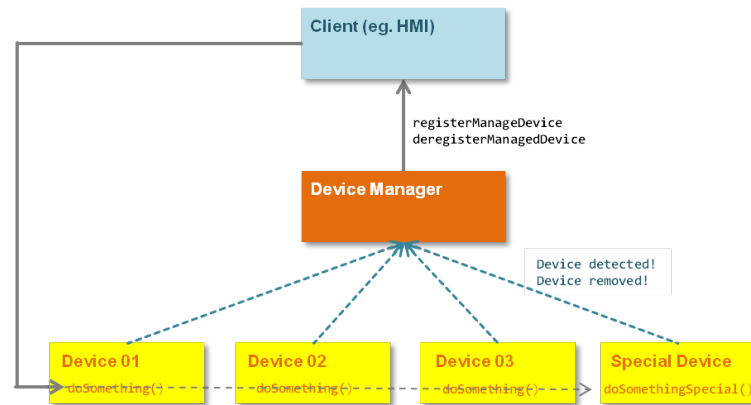 Client (eg. HMI)
registerManageDevice
deregisterManagedDevice
Device Manager
Device detected!
Device removed!
Device 01
doSomething()
Device 02
doSomething()
Device 03
doSomething()
Special Device
doSomethingSpecial()